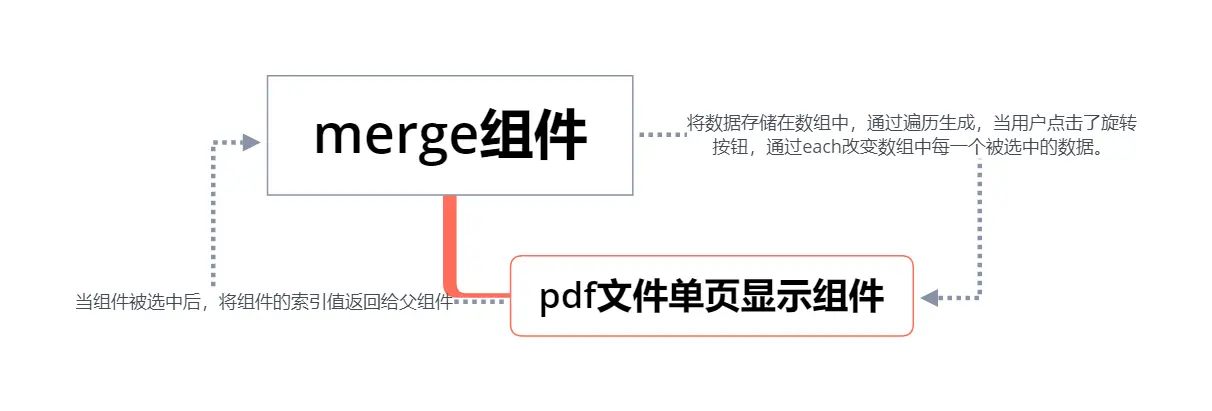 merge组件
将数据存储在数组中，通过遍历生成，当用户点击了旋转
按钮，通过each改变数组中每一个被选中的数据。
当组件被选中后，将组件的索引值返回给父组件
pdf文件单页显示组件